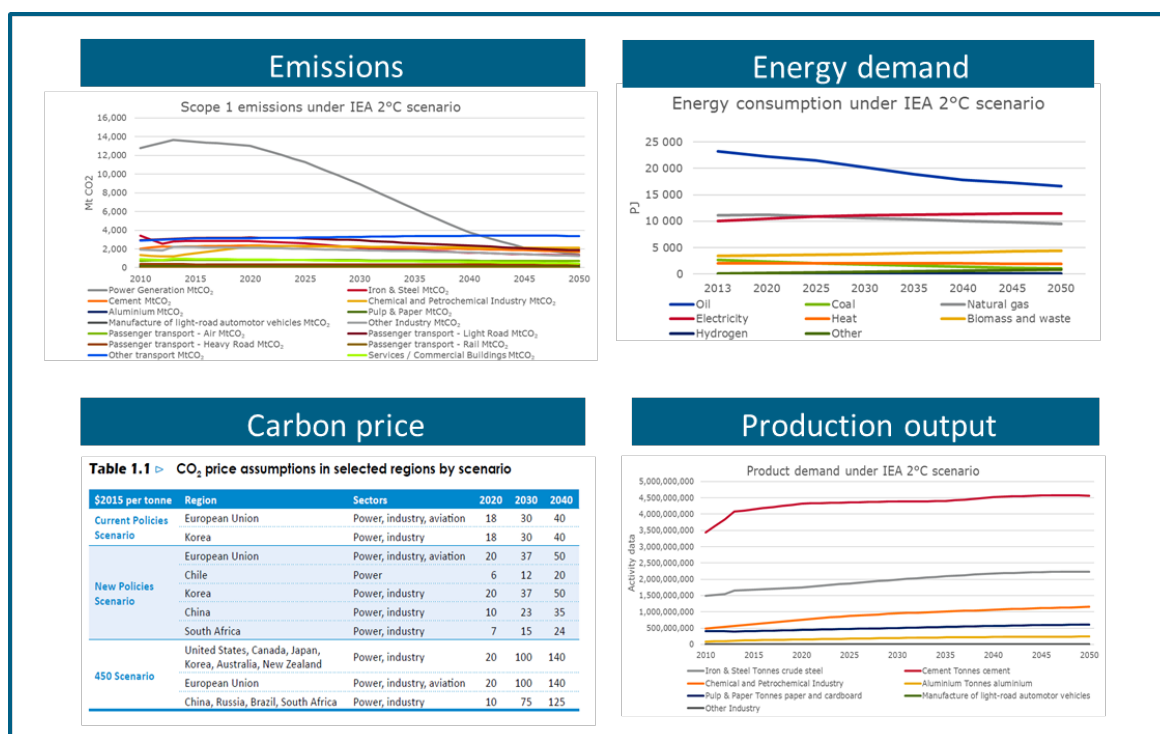 Emissions
Scope 1 emissions under IEA 2°C scenario
16,000
14,000
12,000
10,000
8,000
6,000
4,000
2,000
0
Mt CO2
2010 2015 2020 2025 2030 2035 2040 2045 2050
Power Generation MtCO₂ Iron & Steel MtCO₂
Cement MtCO₂ Chemical and Petrochemical Industry MtCO₂
Aluminium MtCO₂ Pulp & Paper MtCO₂
Manufacture of light-road automotor vehicles MtCO₂ Other Industry MtCO₂
Passenger transport - Air MtCO₂ Passenger transport - Light Road MtCO₂
Passenger transport - Heavy Road MtCO₂ Passenger transport - Rail MtCO₂
Other transport MtCO₂ Services / Commercial Buildings MtCO₂
Energy demand
Energy consumption under IEA 2°C scenario
25 000
20 000
15 000
10 000
5 000
0
PJ
2013 2020 2025 2030 2035 2040 2045 2050
Oil Coal Natural gas
Electricity Heat Biomass and waste
Hydrogen Other
Carbon price
Table 1.1 ▷ CO₂ price assumptions in selected regions by scenario
$2015 per tonne Region Sectors 2020 2030 2040
Current Policies Scenario European Union Power, industry, aviation 18 30 40
Korea Power, industry 18 30 40
New Policies Scenario European Union Power, industry, aviation 20 37 50
Chile Power 6 12 20
Korea Power, industry 20 37 50
China Power, industry 10 23 35
South Africa Power, industry 7 15 24
450 Scenario United States, Canada, Japan,
Korea, Australia, New Zealand Power, industry 20 100 140
European Union Power, industry, aviation 20 100 140
China, Russia, Brazil, South Africa Power, industry 10 75 125
Production output
Product demand under IEA 2°C scenario
5,000,000,000
4,500,000,000
4,000,000,000
3,500,000,000
3,000,000,000
2,500,000,000
2,000,000,000
1,500,000,000
1,000,000,000
500,000,000
Activity data
2010 2015 2020 2025 2030 2035 2040 2045 2050
Iron & Steel Tonnes crude steel Cement Tonnes cement
Chemical and Petrochemical Industry Aluminium Tonnes aluminium
Pulp & Paper Tonnes paper and cardboard Manufacture of light-road automotor vehicles
Other Industry